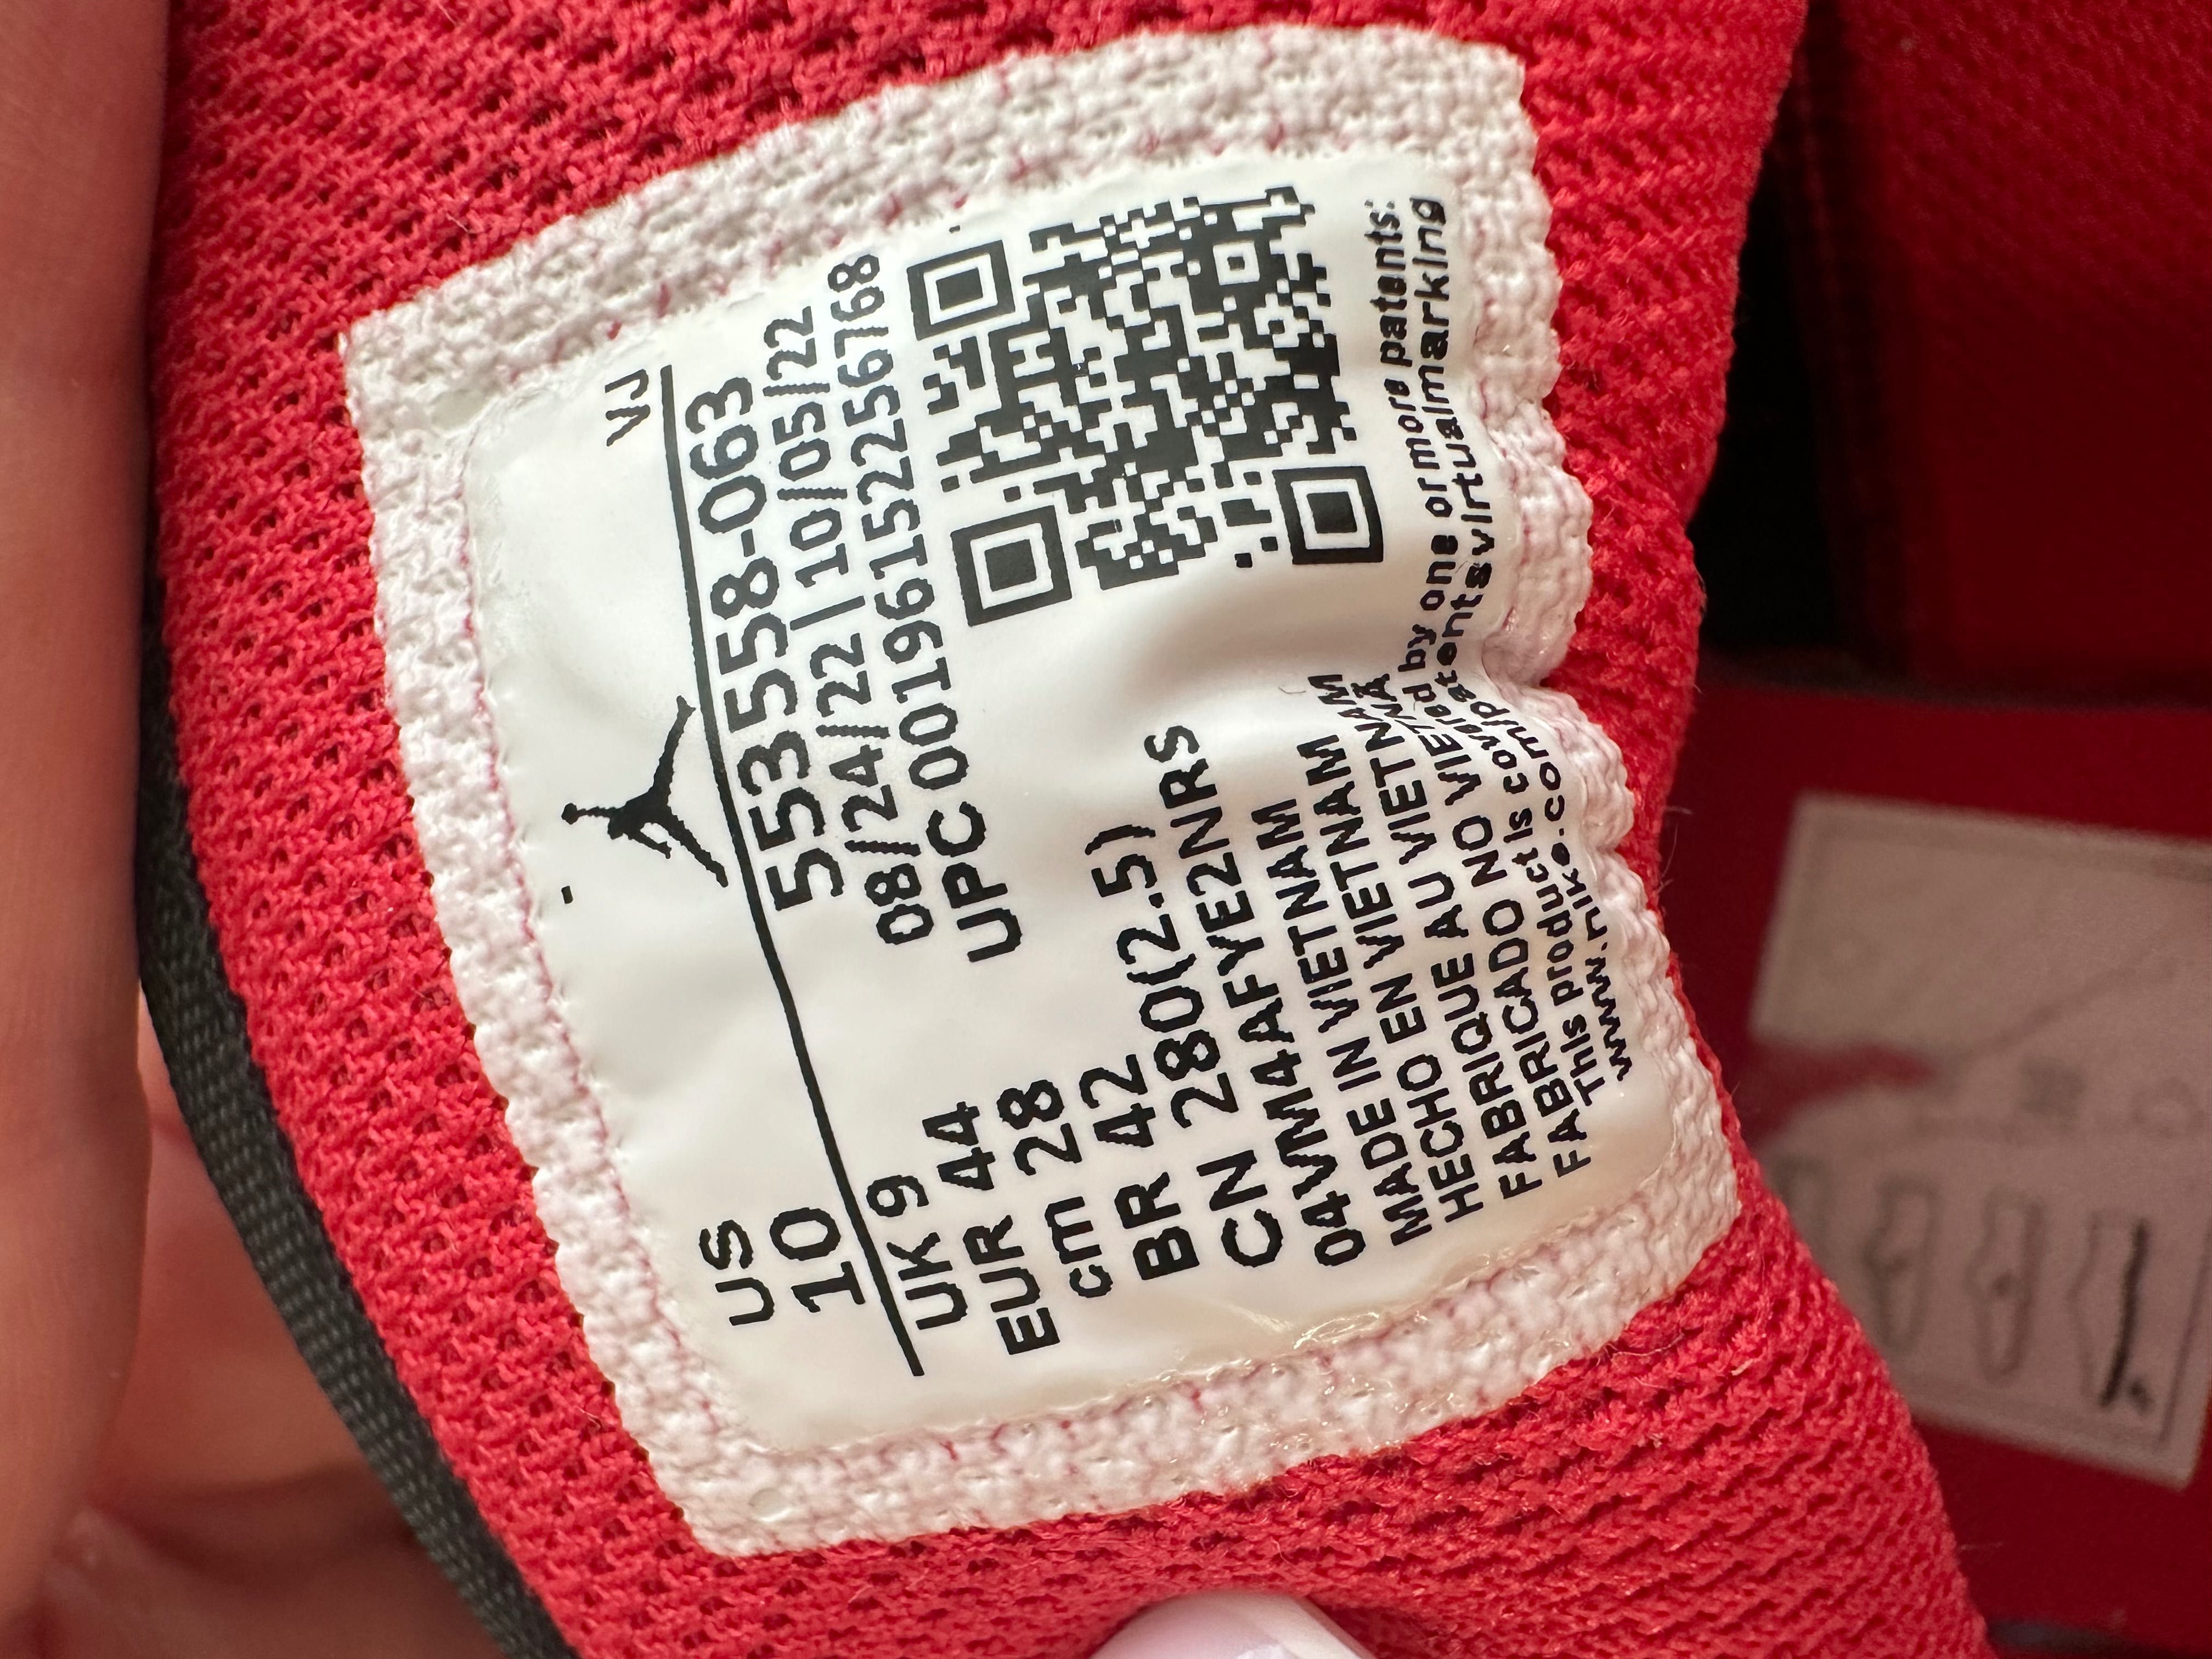 VJ
US
10
553558-063
08/24/22|10/05/22
UPC 00196152256768
UK 9
EUR 44
cm 28
BR 42
CN 280(2.5)
04VM4AFYE2NRS
MADE IN VIETNAM
HECHO EN VIETNAM
FABRIQUE AU VIETNAM
FABRICADO NO VIETNÃ
This product is covered by one or more patents:
www.nike.com/patentsvirtualmarking